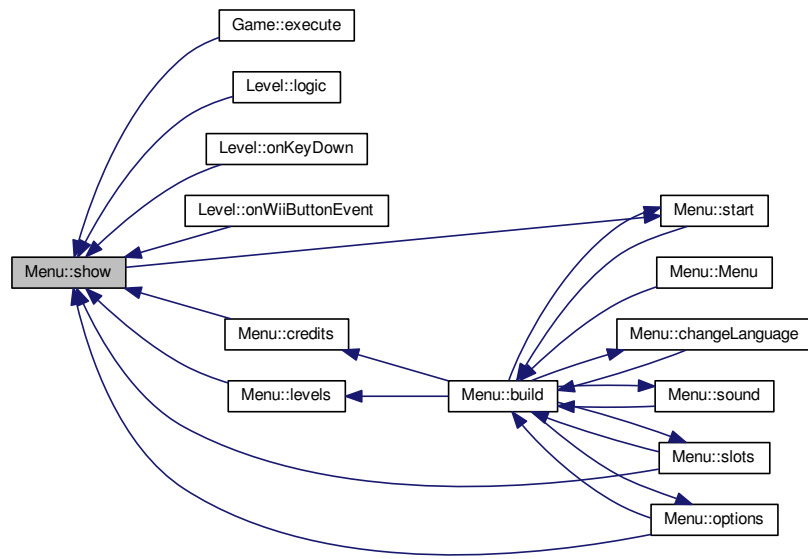 Game::execute
Level::logic
Level::onKeyDown
Level::onWiiButtonEvent
Menu::start
Menu::show
Menu::Menu
Menu::credits
Menu::changeLanguage
Menu::levels
Menu::build
Menu::sound
Menu::slots
Menu::options